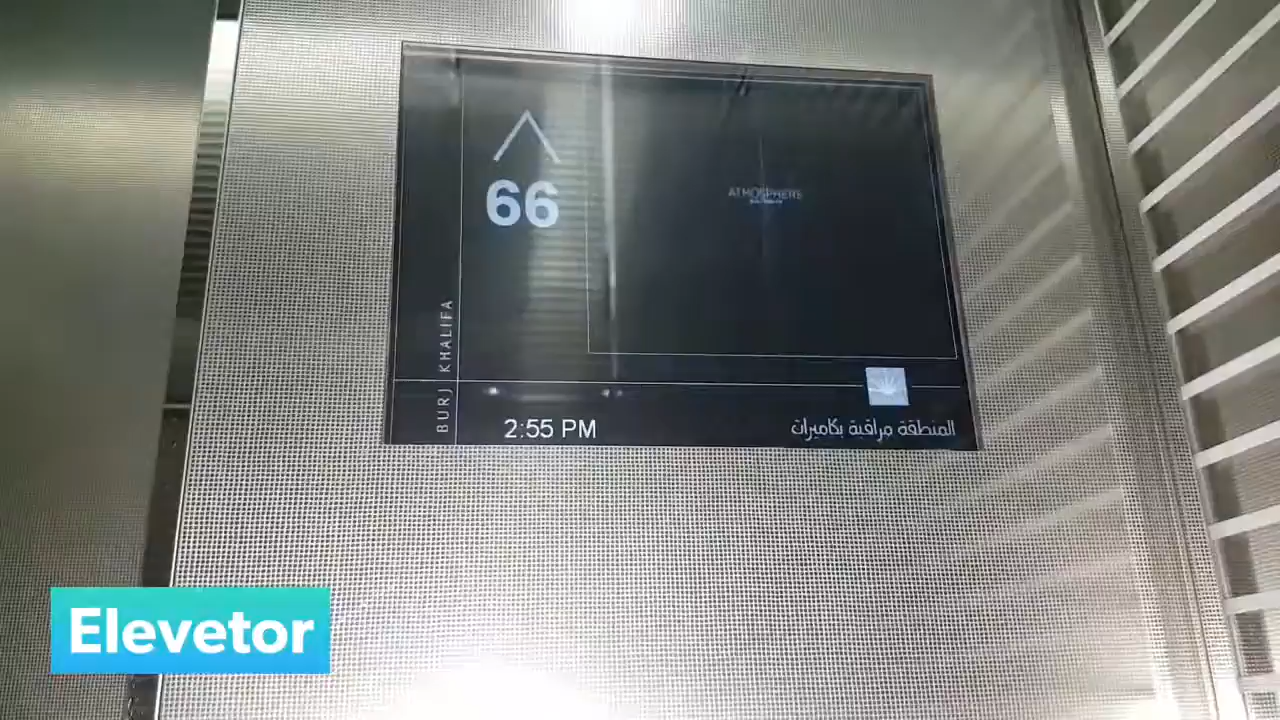 66
ATMOSPHERE
BURJ KHALIFA
2:55 PM
المنطقة مراقبة بكاميرات
Elevetor